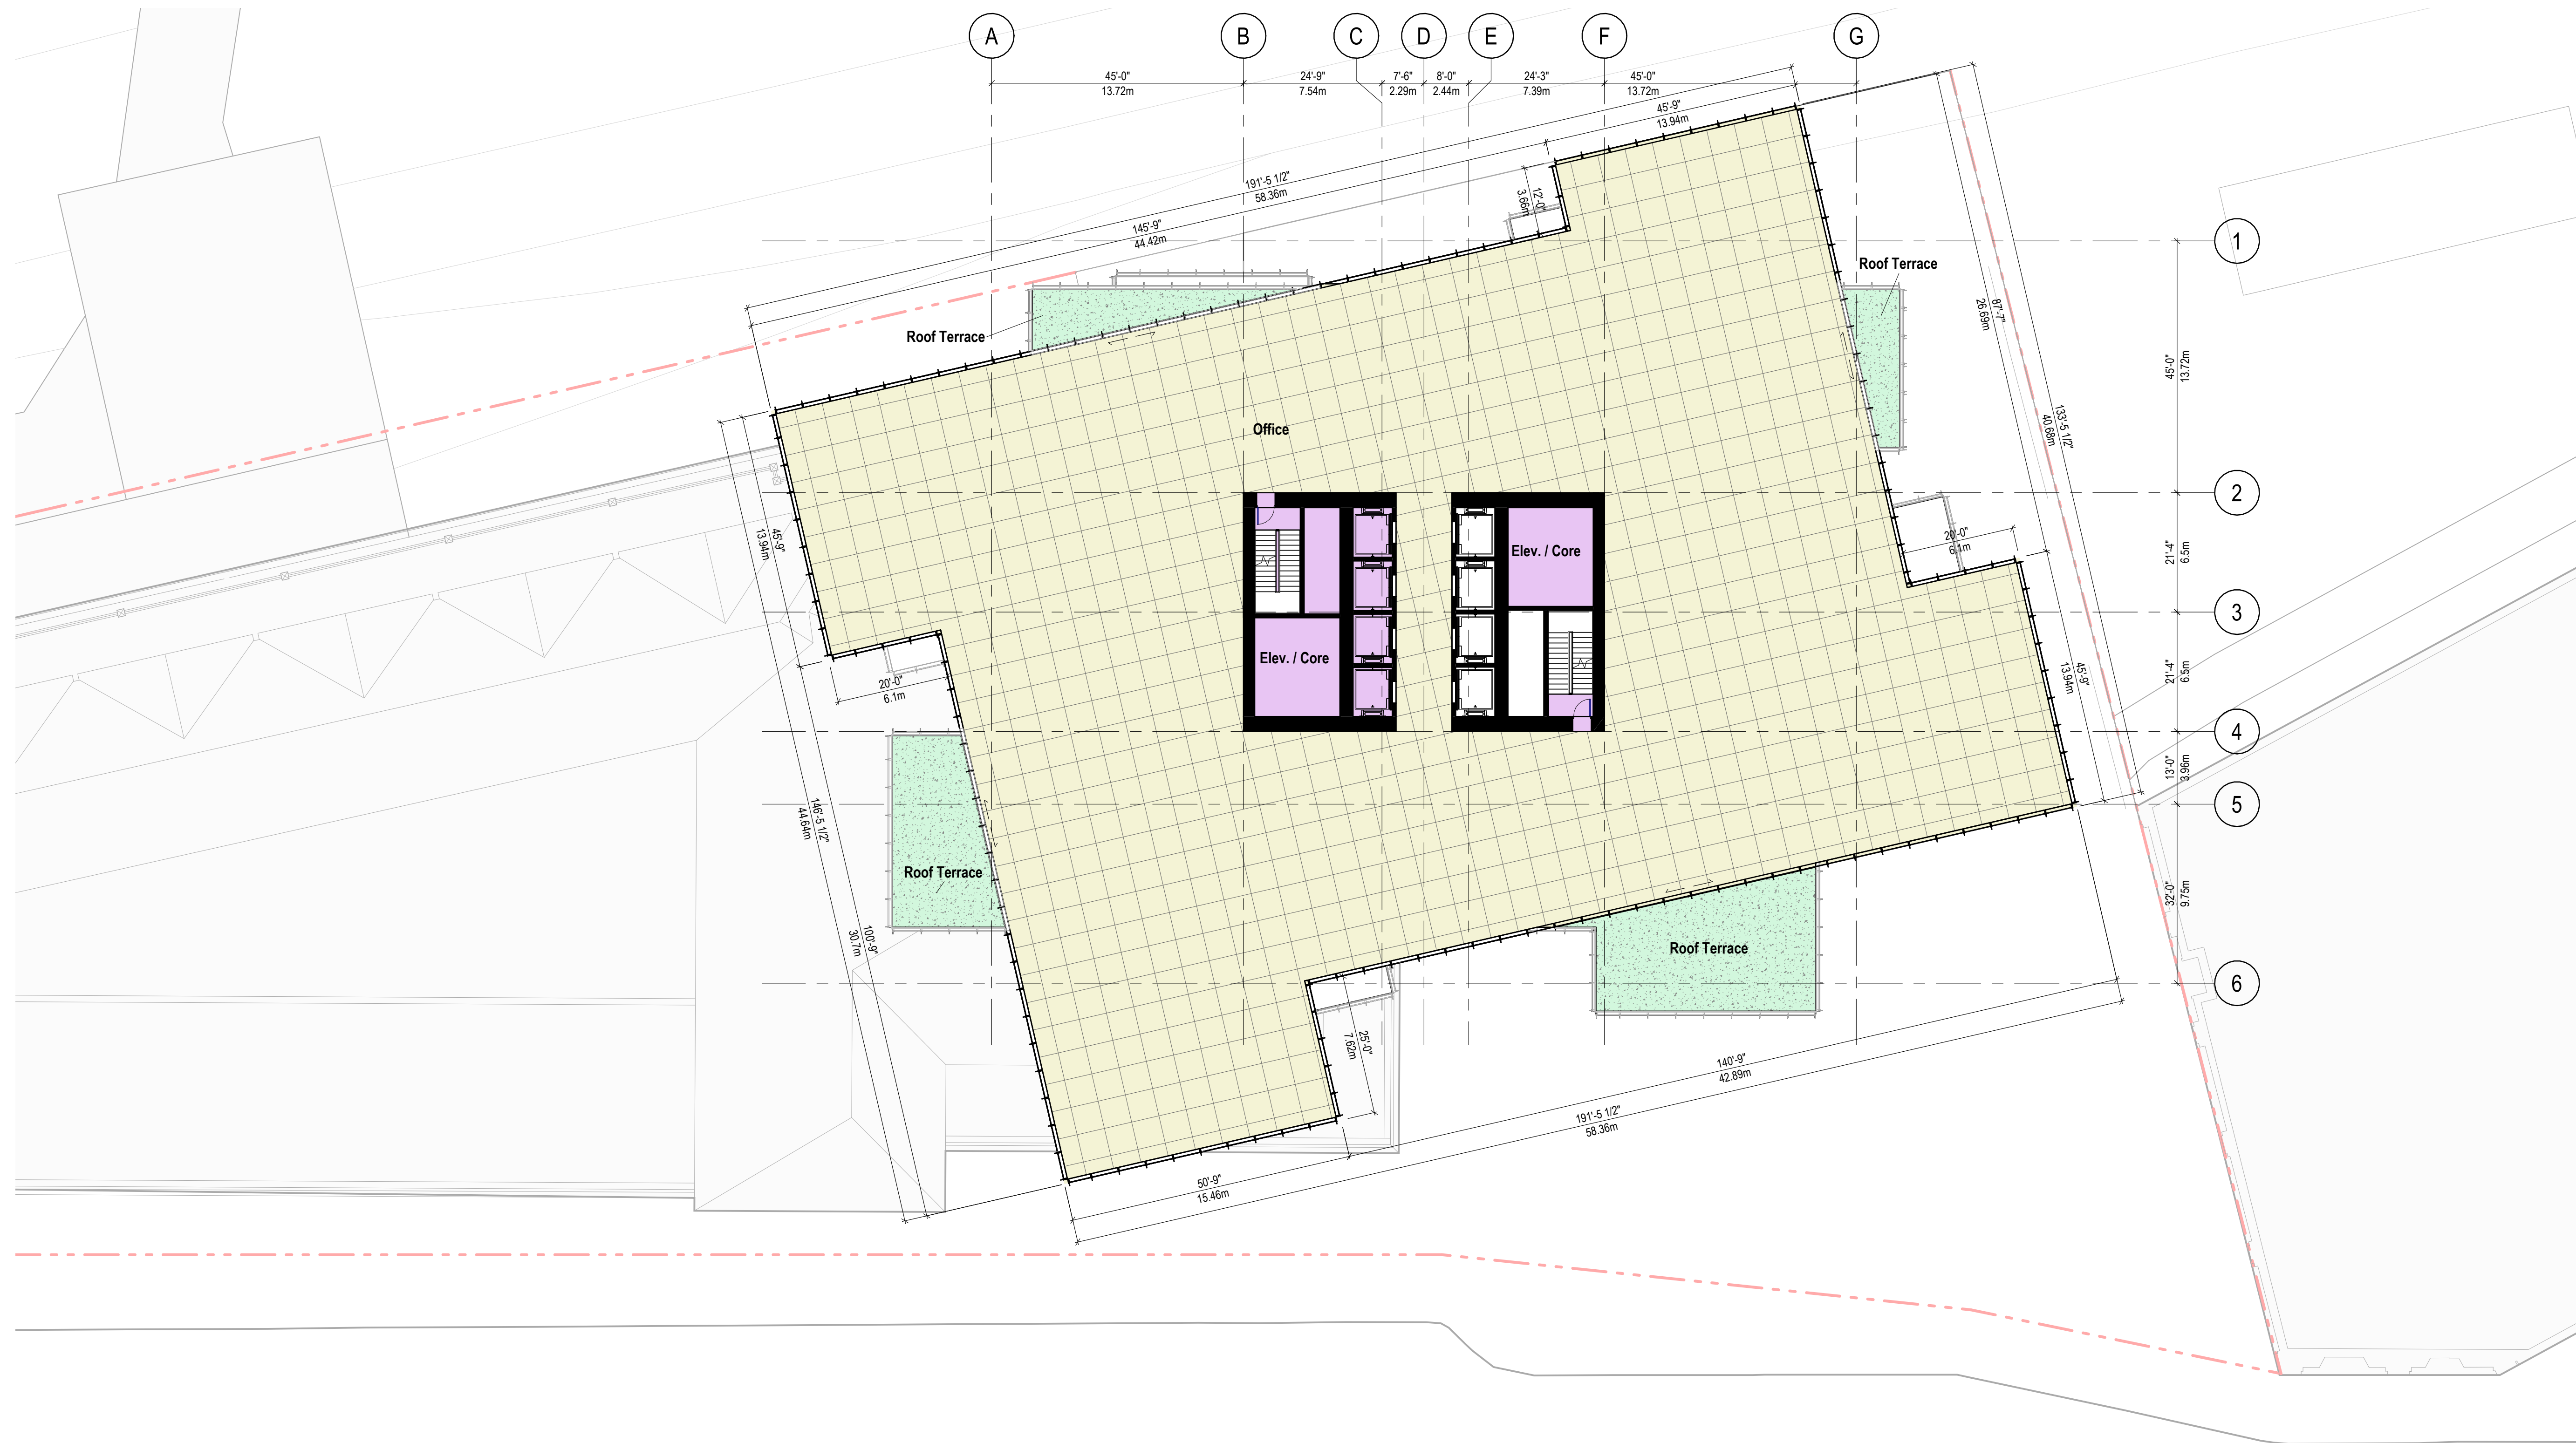 A
B
C
D
E
F
G
45'-0"
13.72m
24'-9"
7.54m
7'-6"
2.29m
8'-0"
2.44m
24'-3"
7.39m
45'-0"
13.72m
45'-9"
13.94m
191'-5 1/2"
58.36m
145'-9"
44.42m
12'-0"
3.66m
1
Roof Terrace
Roof Terrace
87'-7"
26.69m
45'-0"
13.72m
133'-5 1/2"
40.68m
Office
2
45'-9"
13.94m
Elev. / Core
20'-0"
6.1m
21'-4"
6.5m
3
Elev. / Core
20'-0"
6.1m
45'-9"
13.94m
21'-4"
6.5m
4
13'-0"
3.96m
5
146'-5 1/2"
44.64m
Roof Terrace
32'-0"
9.75m
100'-9"
30.7m
Roof Terrace
6
25'-0"
7.62m
140'-9"
42.89m
191'-5 1/2"
58.36m
50'-9"
15.46m